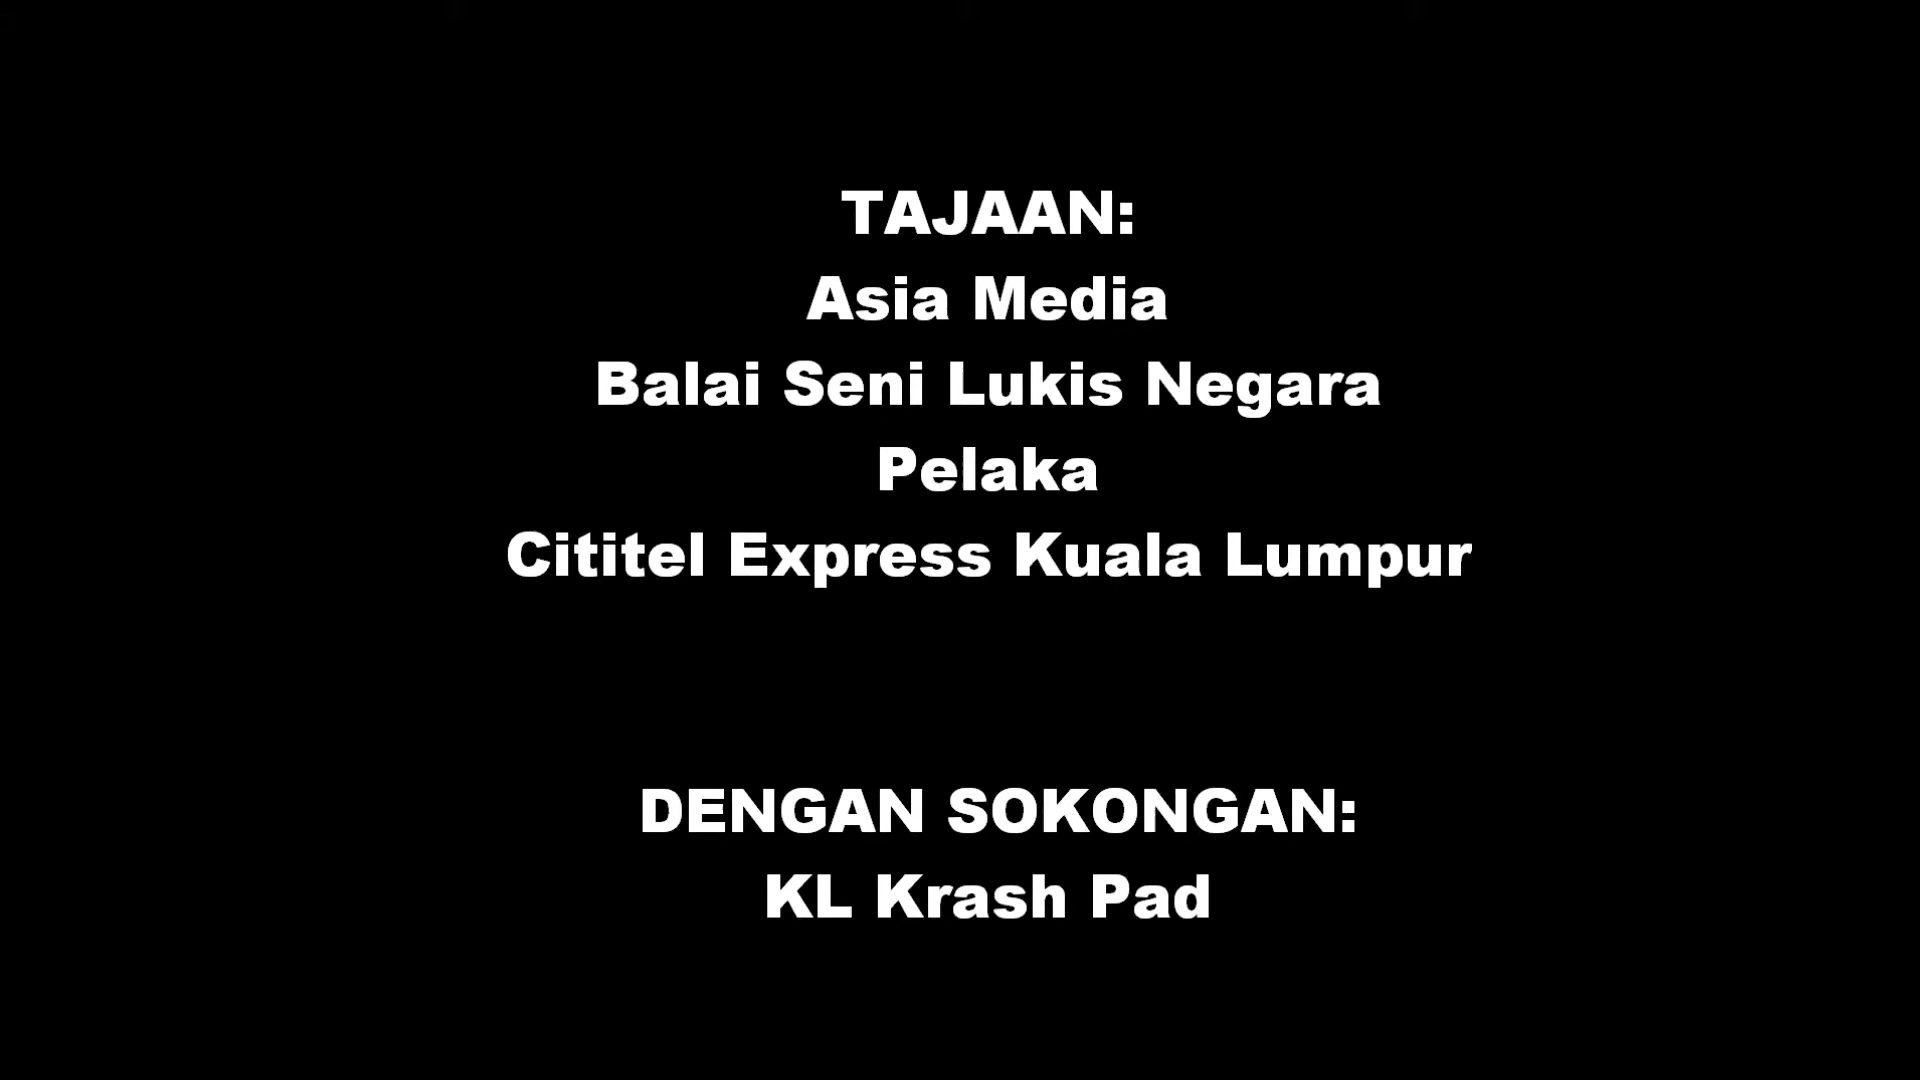 TAJAAN:
Asia Media
Balai Seni Lukis Negara
Pelaka
Cititel Express Kuala Lumpur
DENGAN SOKONGAN:
KL Krash Pad